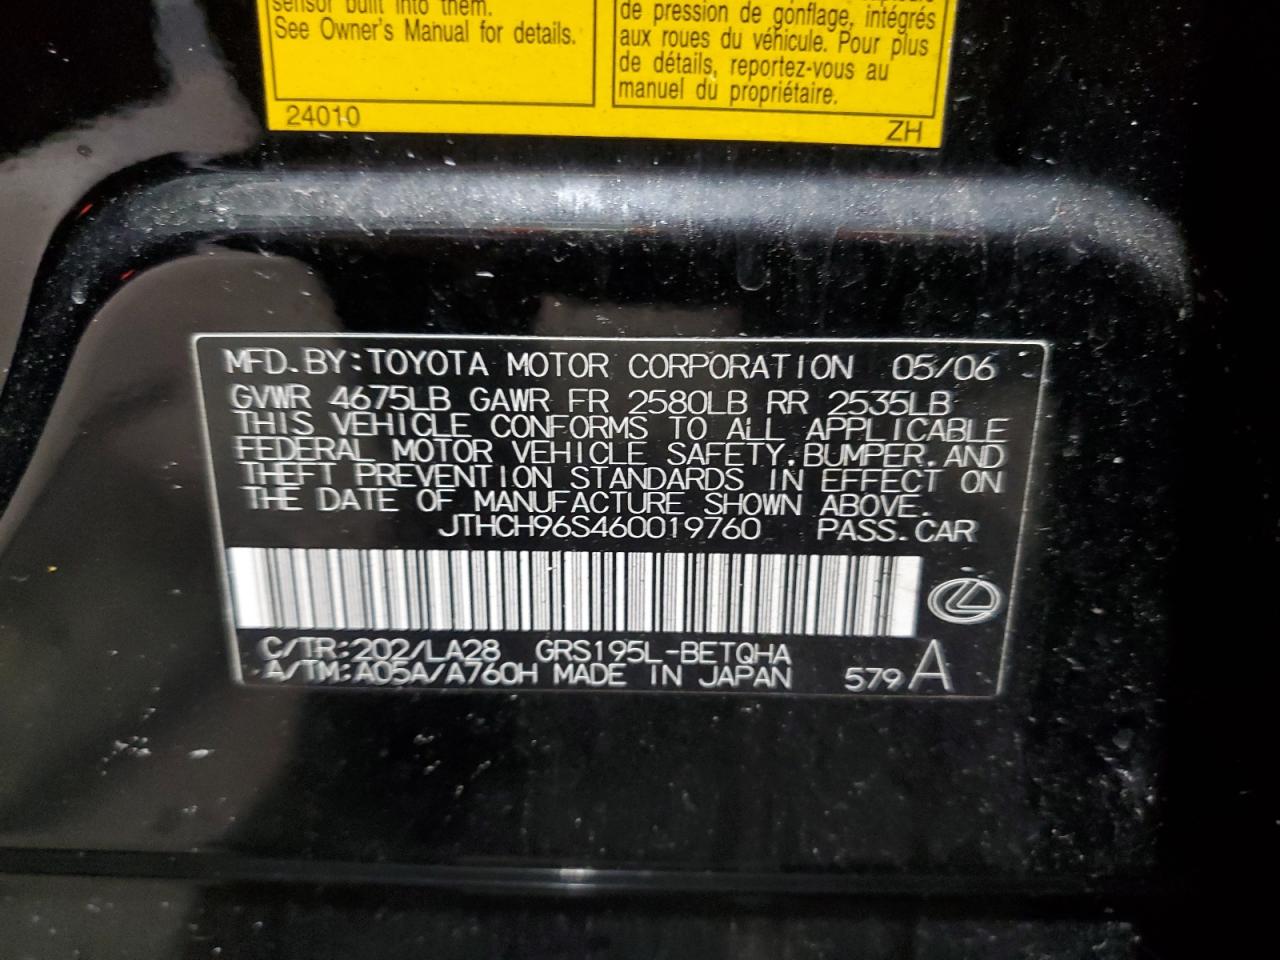 sensor built into them.
See Owner's Manual for details.
de pression de gonflage, intégrés
aux roues du véhicule. Pour plus
de détails, reportez-vous au
manuel du propriétaire.
24010
ZH
MFD.BY:TOYOTA MOTOR CORPORATION 05/06
GVWR 4675LB GAWR FR 2580LB RR 2535LB
THIS VEHICLE CONFORMS TO ALL APPLICABLE
FEDERAL MOTOR VEHICLE SAFETY,BUMPER,AND
THEFT PREVENTION STANDARDS IN EFFECT ON
THE DATE OF MANUFACTURE SHOWN ABOVE.
JTHCH96S460019760 PASS.CAR
C/TR:202/LA28 GRS195L-BETQHA
A/TM:A05A/A760H MADE IN JAPAN 579A